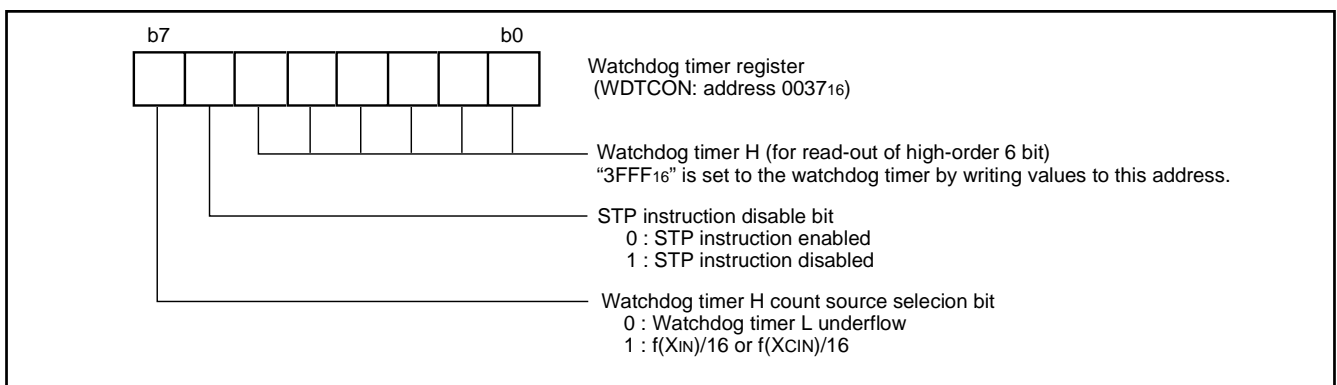 b7 b0
Watchdog timer register
(WDTCON: address 003716)
Watchdog timer H (for read-out of high-order 6 bit)
“3FFF16” is set to the watchdog timer by writing values to this address.
STP instruction disable bit
0 : STP instruction enabled
1 : STP instruction disabled
Watchdog timer H count source selecion bit
0 : Watchdog timer L underflow
1 : f(XIN)/16 or f(XCIN)/16